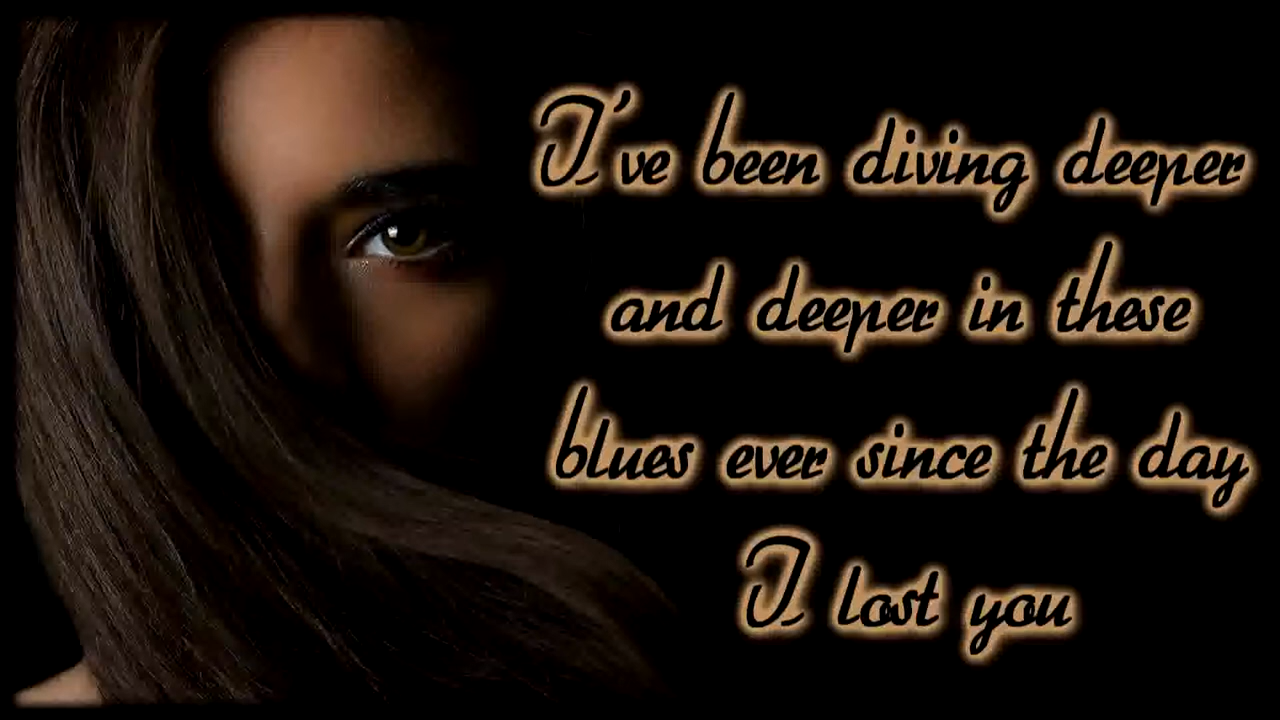 I've been diving deeper
and deeper in these
blues ever since the day
I lost you